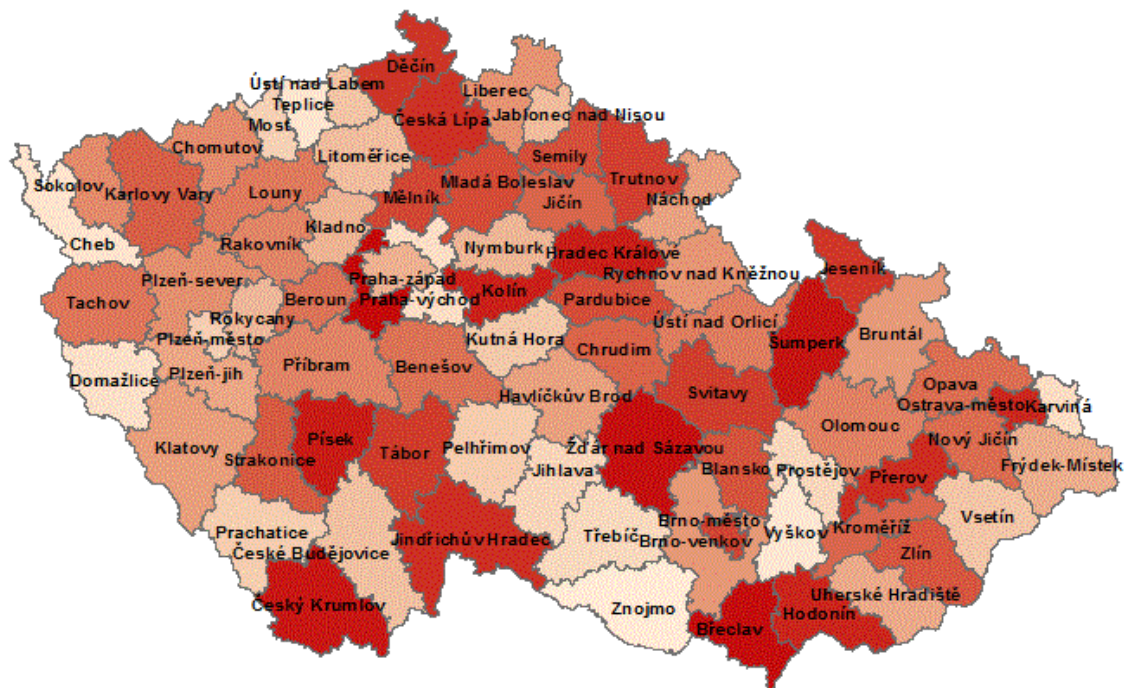 Děčín
Ústí nad Labem
Liberec
Teplice
Česká Lípa
Jablonec nad Nisou
Most
Chomutov
Litoměřice
Semily
Trutnov
Sokolov
Karlovy Vary
Louny
Mělník
Mladá Boleslav
Jičín
Náchod
Kladno
Cheb
Rakovník
Nymburk
Hradec Králové
Plzeň-sever
Praha-západ
Rychnov nad Kněžnou
Jeseník
Tachov
Beroun
Praha-východ
Kolín
Pardubice
Rokycany
Ústí nad Orlicí
Bruntál
Plzeň-město
Kutná Hora
Chrudim
Šumperk
Domažlice
Plzeň-jih
Příbram
Benešov
Opava
Havlíčkův Brod
Svitavy
Ostrava-město
Karviná
Klatovy
Písek
Tábor
Pelhřimov
Žďár nad Sázavou
Olomouc
Nový Jičín
Strakonice
Jihlava
Blansko
Prostějov
Přerov
Frýdek-Místek
Prachatice
České Budějovice
Jindřichův Hradec
Třebíč
Brno-město
Brno-venkov
Vyškov
Kroměříž
Vsetín
Zlín
Český Krumlov
Znojmo
Břeclav
Hodonín
Uherské Hradiště